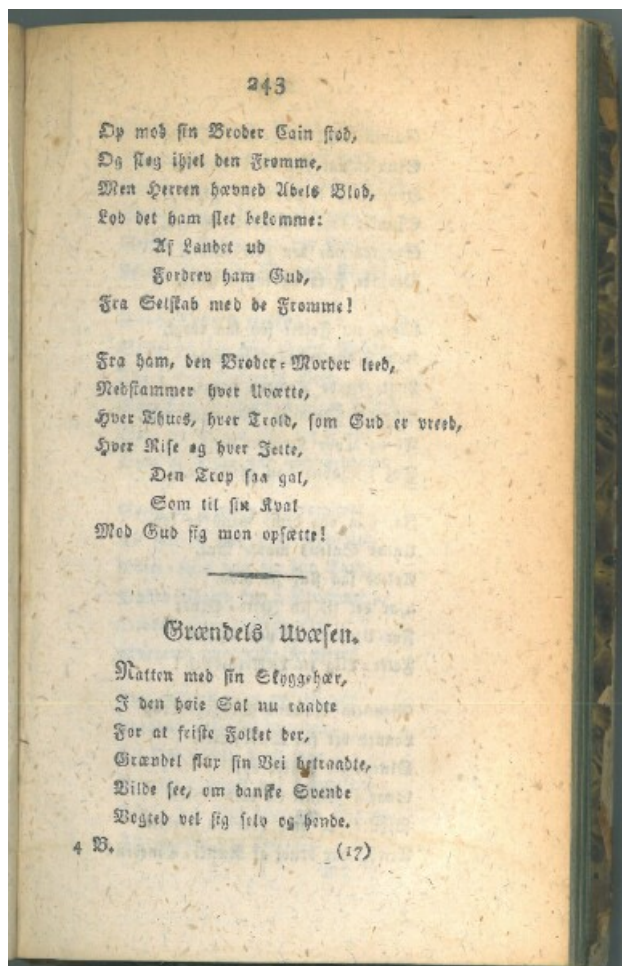 243
Op mod sin Broder Cain stod,
Og slog ihjel den Fromme,
Men Herren hævned Abels Blod,
Lod det ham slet bekomme:
Af Landet ud
Fordrev ham Gud,
Fra Selskab med de Fromme!
Fra ham, den Broder-Morder leed,
Nedstammer hver Uvætte,
Hver Thues, hver Trold, som Gud er vreed,
Hver Rise og hver Jette,
Den Trop saa gal,
Som til sin Kval
Mod Gud sig mon opsætte!
Grændels Uvæsen.
Natten med sin Skygge-hær,
I den høie Sal nu raadte
For at feiste Folket der,
Grændel flux sin Vei betraadte,
Vilde see, om danske Svende
Vogted vel sig selv og hende.
4 B. (17)